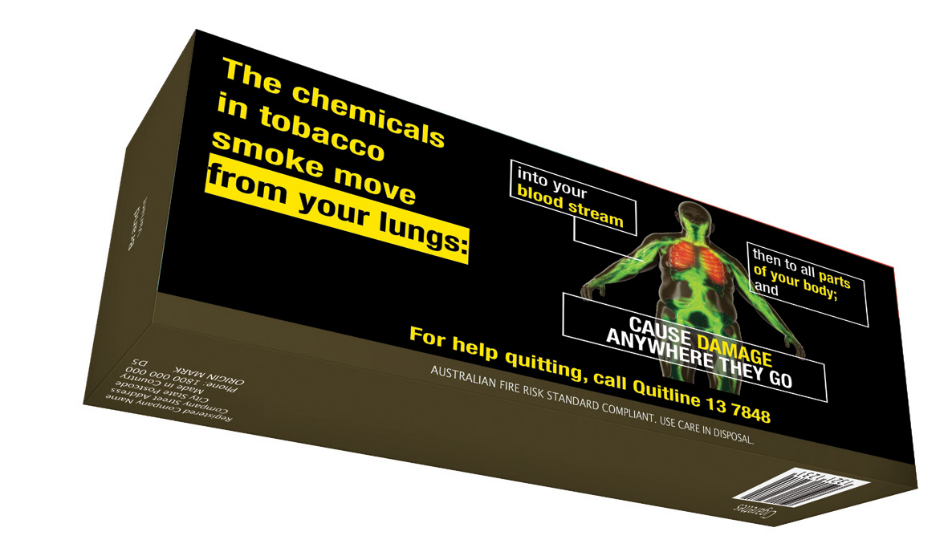 The chemicals
in tobacco
smoke move
from your lungs:
into your
blood stream
then to all parts
of your body;
and
CAUSE DAMAGE
ANYWHERE THEY GO
For help quitting, call Quitline 13 7848
AUSTRALIAN FIRE RISK STANDARD COMPLIANT. USE CARE IN DISPOSAL.
Brand
Variant
Registered Company Name
Company Street Address
City State Postcode
Made in Country
Phone: 1800 000 000
ORIGIN MARK